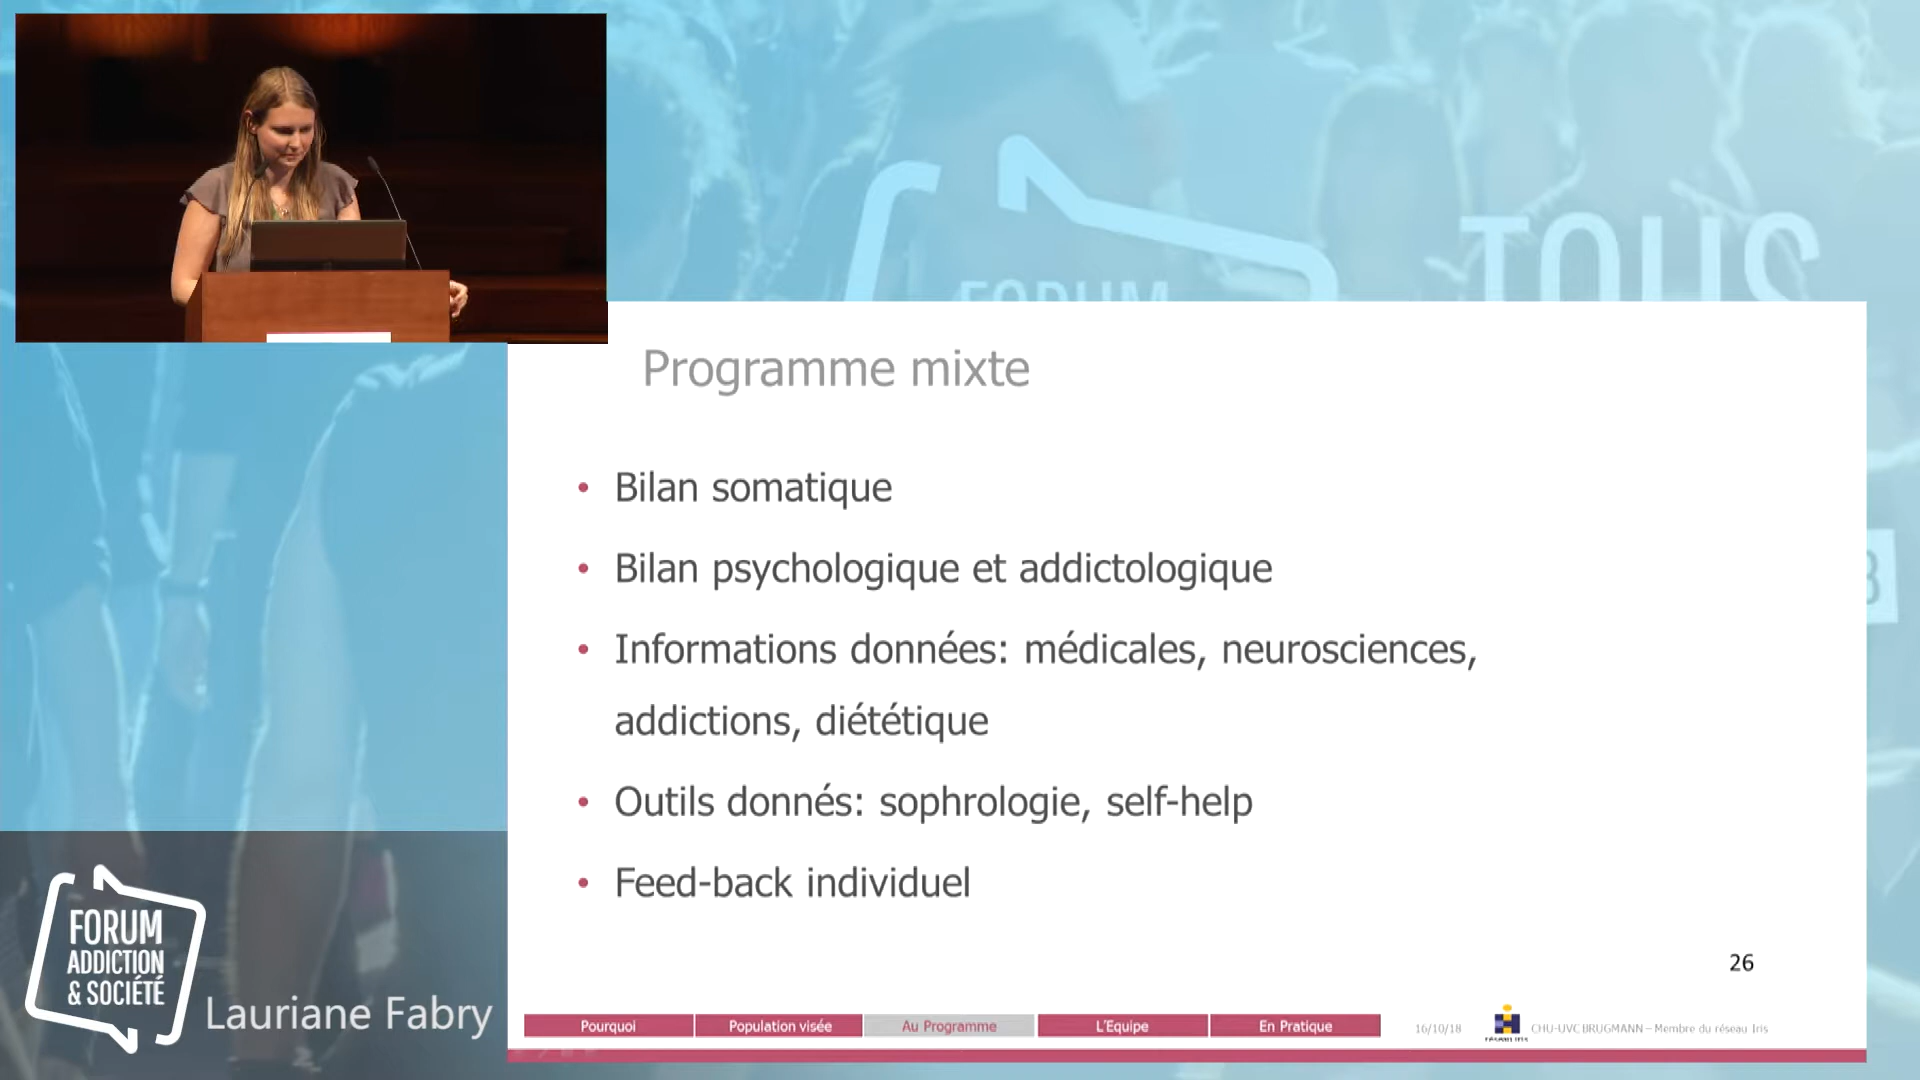 FORUM
TOUS
Programme mixte
• Bilan somatique
• Bilan psychologique et addictologique
• Informations données: médicales, neurosciences,
addictions, diététique
• Outils donnés: sophrologie, self-help
• Feed-back individuel
26
Pourquoi
Population visée
Au Programme
L'Equipe
En Pratique
16/10/18
réseau iris
CHU-UVC BRUGMANN – Membre du réseau Iris
FORUM
ADDICTION
& SOCIÉTÉ
Lauriane Fabry